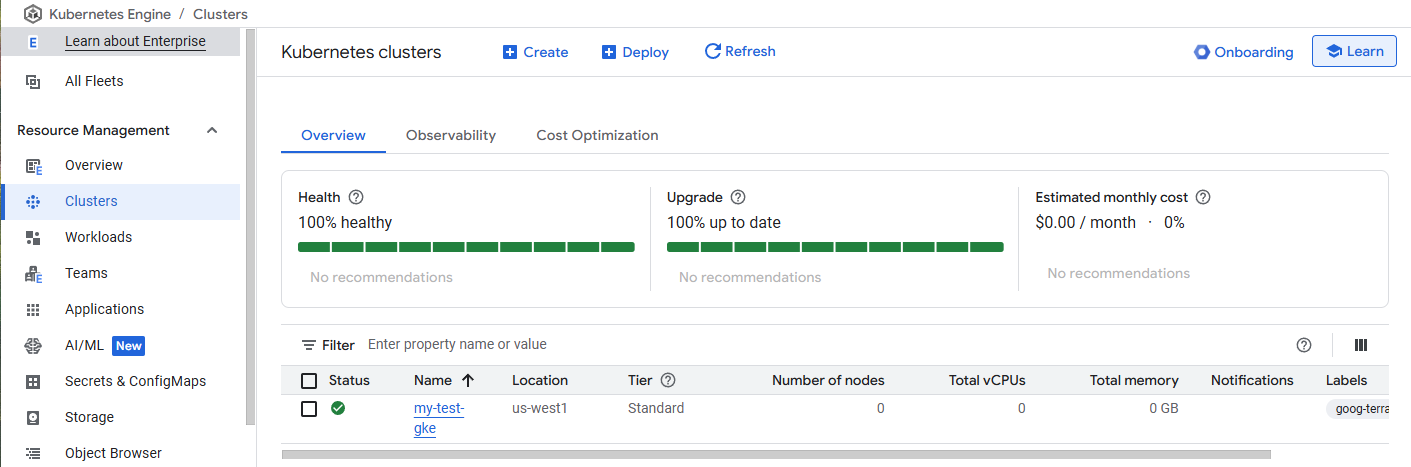 Kubernetes Engine / Clusters
E Learn about Enterprise
All Fleets
Resource Management
E Overview
Clusters
Workloads
E Teams
Applications
AI/ML New
Secrets & ConfigMaps
Storage
Object Browser
Kubernetes clusters Create Deploy Refresh Onboarding Learn
Overview Observability Cost Optimization
Health Upgrade Estimated monthly cost
100% healthy 100% up to date $0.00 / month · 0%
No recommendations No recommendations No recommendations
Filter Enter property name or value
Status Name Location Tier Number of nodes Total vCPUs Total memory Notifications Labels
my-test- us-west1 Standard 0 0 0 GB goog-terra
gke